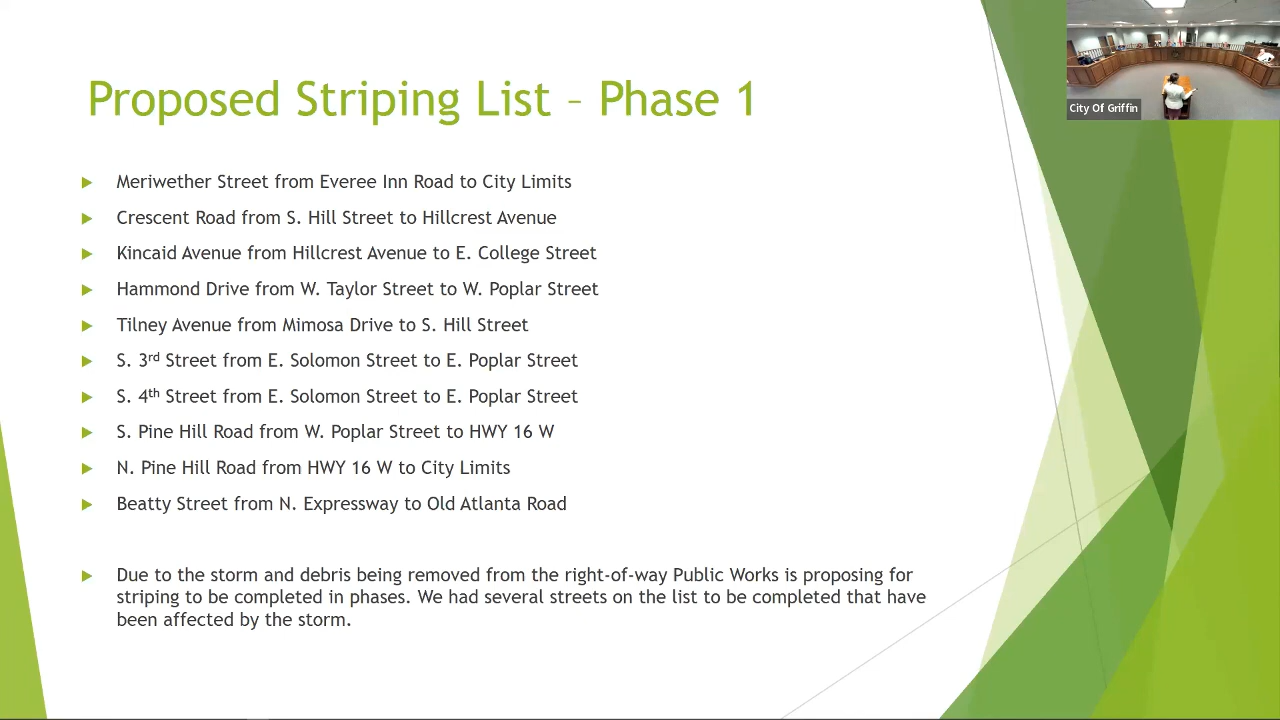 Proposed Striping List – Phase 1
City Of Griffin
Meriwether Street from Everee Inn Road to City Limits
Crescent Road from S. Hill Street to Hillcrest Avenue
Kincaid Avenue from Hillcrest Avenue to E. College Street
Hammond Drive from W. Taylor Street to W. Poplar Street
Tilney Avenue from Mimosa Drive to S. Hill Street
S. 3rd Street from E. Solomon Street to E. Poplar Street
S. 4th Street from E. Solomon Street to E. Poplar Street
S. Pine Hill Road from W. Poplar Street to HWY 16 W
N. Pine Hill Road from HWY 16 W to City Limits
Beatty Street from N. Expressway to Old Atlanta Road
Due to the storm and debris being removed from the right-of-way Public Works is proposing for
striping to be completed in phases. We had several streets on the list to be completed that have
been affected by the storm.